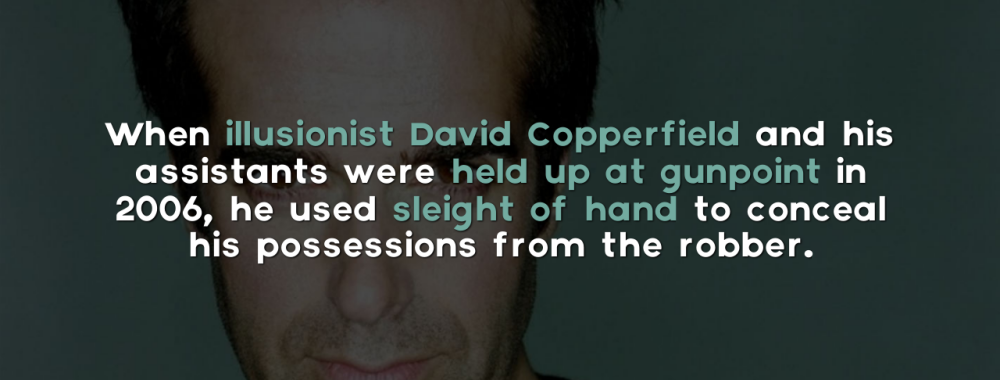 When illusionist David Copperfield and his
assistants were held up at gunpoint in
2006, he used sleight of hand to conceal
his possessions from the robber.